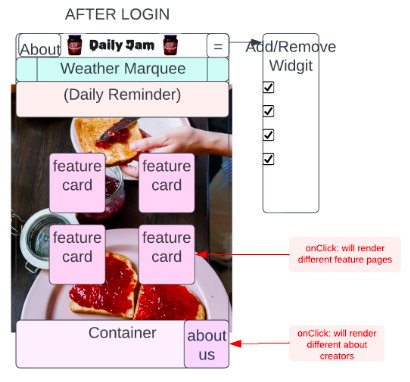 AFTER LOGIN
About
Daily Jam
=
Add/Remove
Widgit
Weather Marquee
(Daily Reminder)
feature
card
feature
card
feature
card
feature
card
onClick: will render
different feature pages
Container
about
us
onClick: will render
different about
creators